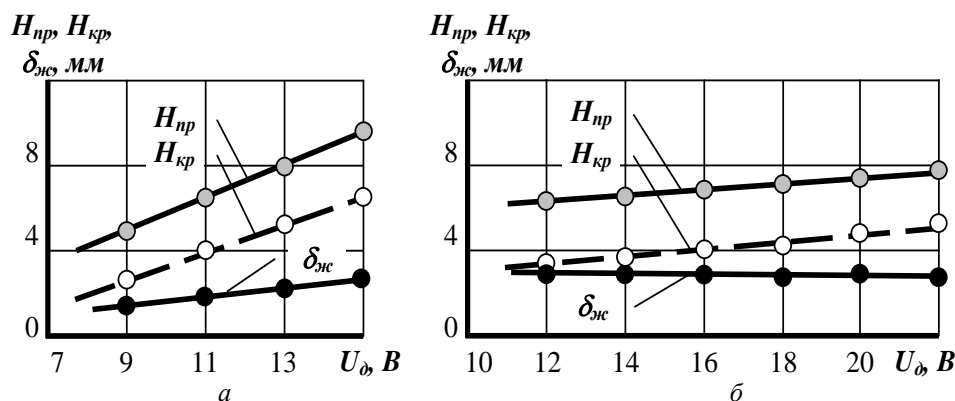 Hпр, Hкр,
δж, мм
Hпр
Hкр
8
4
δж
0
7 9 11 13 Uд, В
а
Hпр, Hкр,
δж, мм
Hпр
Hкр
8
4
δж
0
10 12 14 16 18 20 Uд, В
б